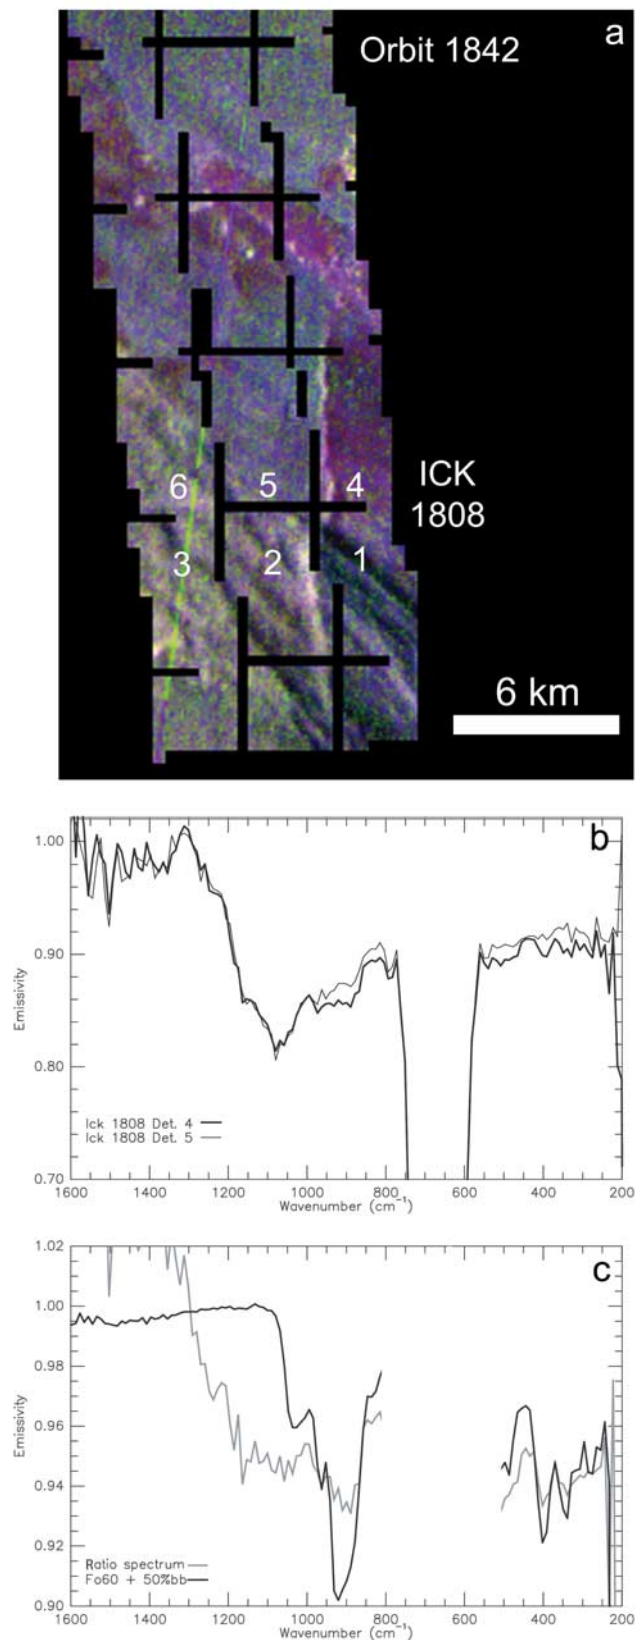 a
Orbit 1842
6 5 4 ICK
1808
3 2 1
6 km
b
1.00
0.90
Emissivity
0.80
Ick 1808 Det. 4
Ick 1808 Det. 5
0.70
1600 1400 1200 1000 800 600 400 200
Wavenumber (cm⁻¹)
c
1.02
1.00
0.98
Emissivity
0.96
0.94
0.92
Ratio spectrum
Fo60 + 50%bb
0.90
1600 1400 1200 1000 800 600 400 200
Wavenumber (cm⁻¹)